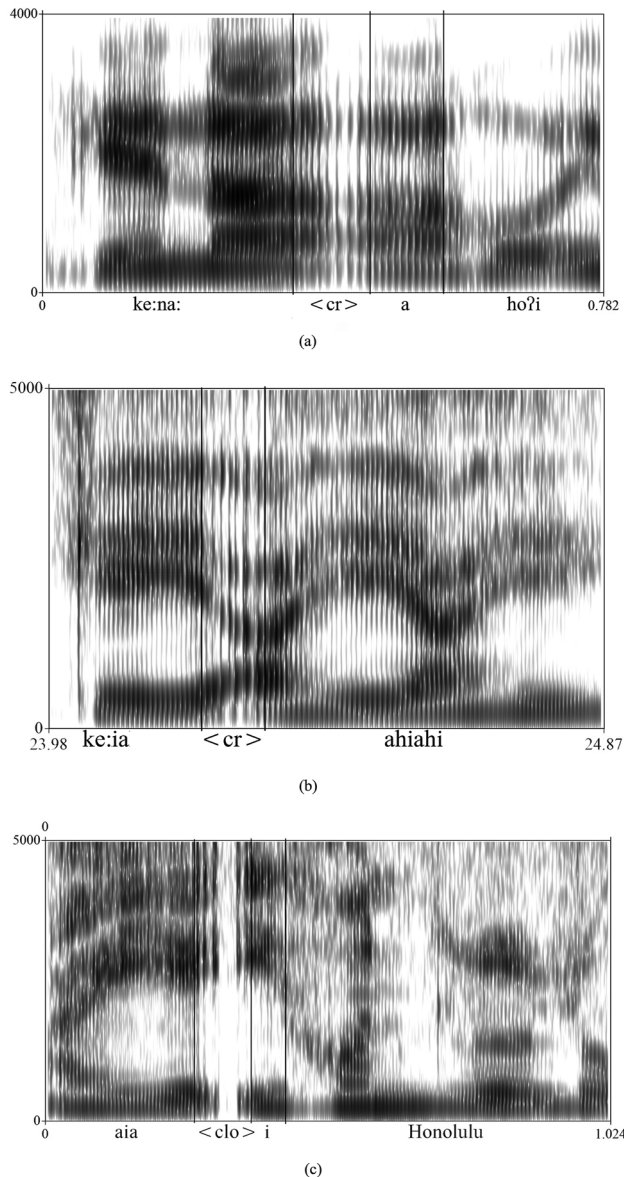 4000
0
0 ke:na: <cr> a hoʔi 0.782
(a)
5000
0
23.98 ke:ia <cr> ahiahi 24.87
(b)
0
5000
0
0 aia <clo> i Honolulu 1.024
(c)